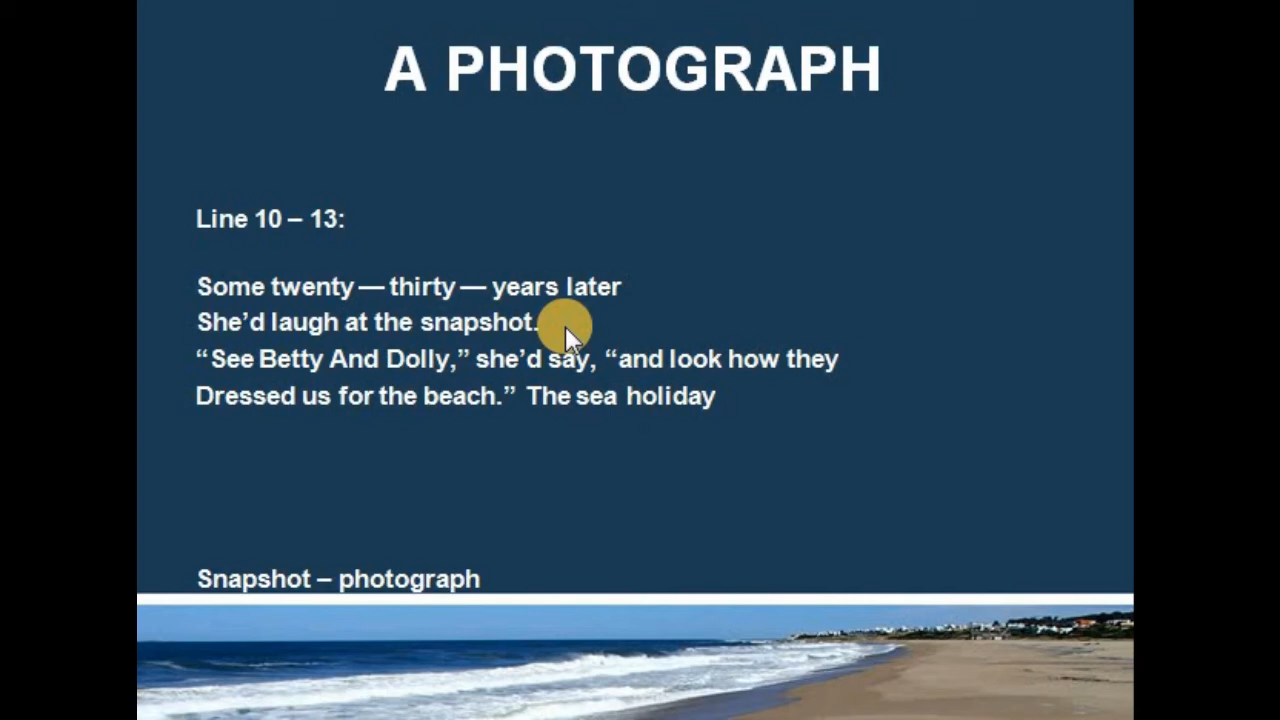 A PHOTOGRAPH
Line 10 – 13:
Some twenty — thirty — years later
She’d laugh at the snapshot.
“See Betty And Dolly,” she’d say, “and look how they
Dressed us for the beach.” The sea holiday
Snapshot – photograph